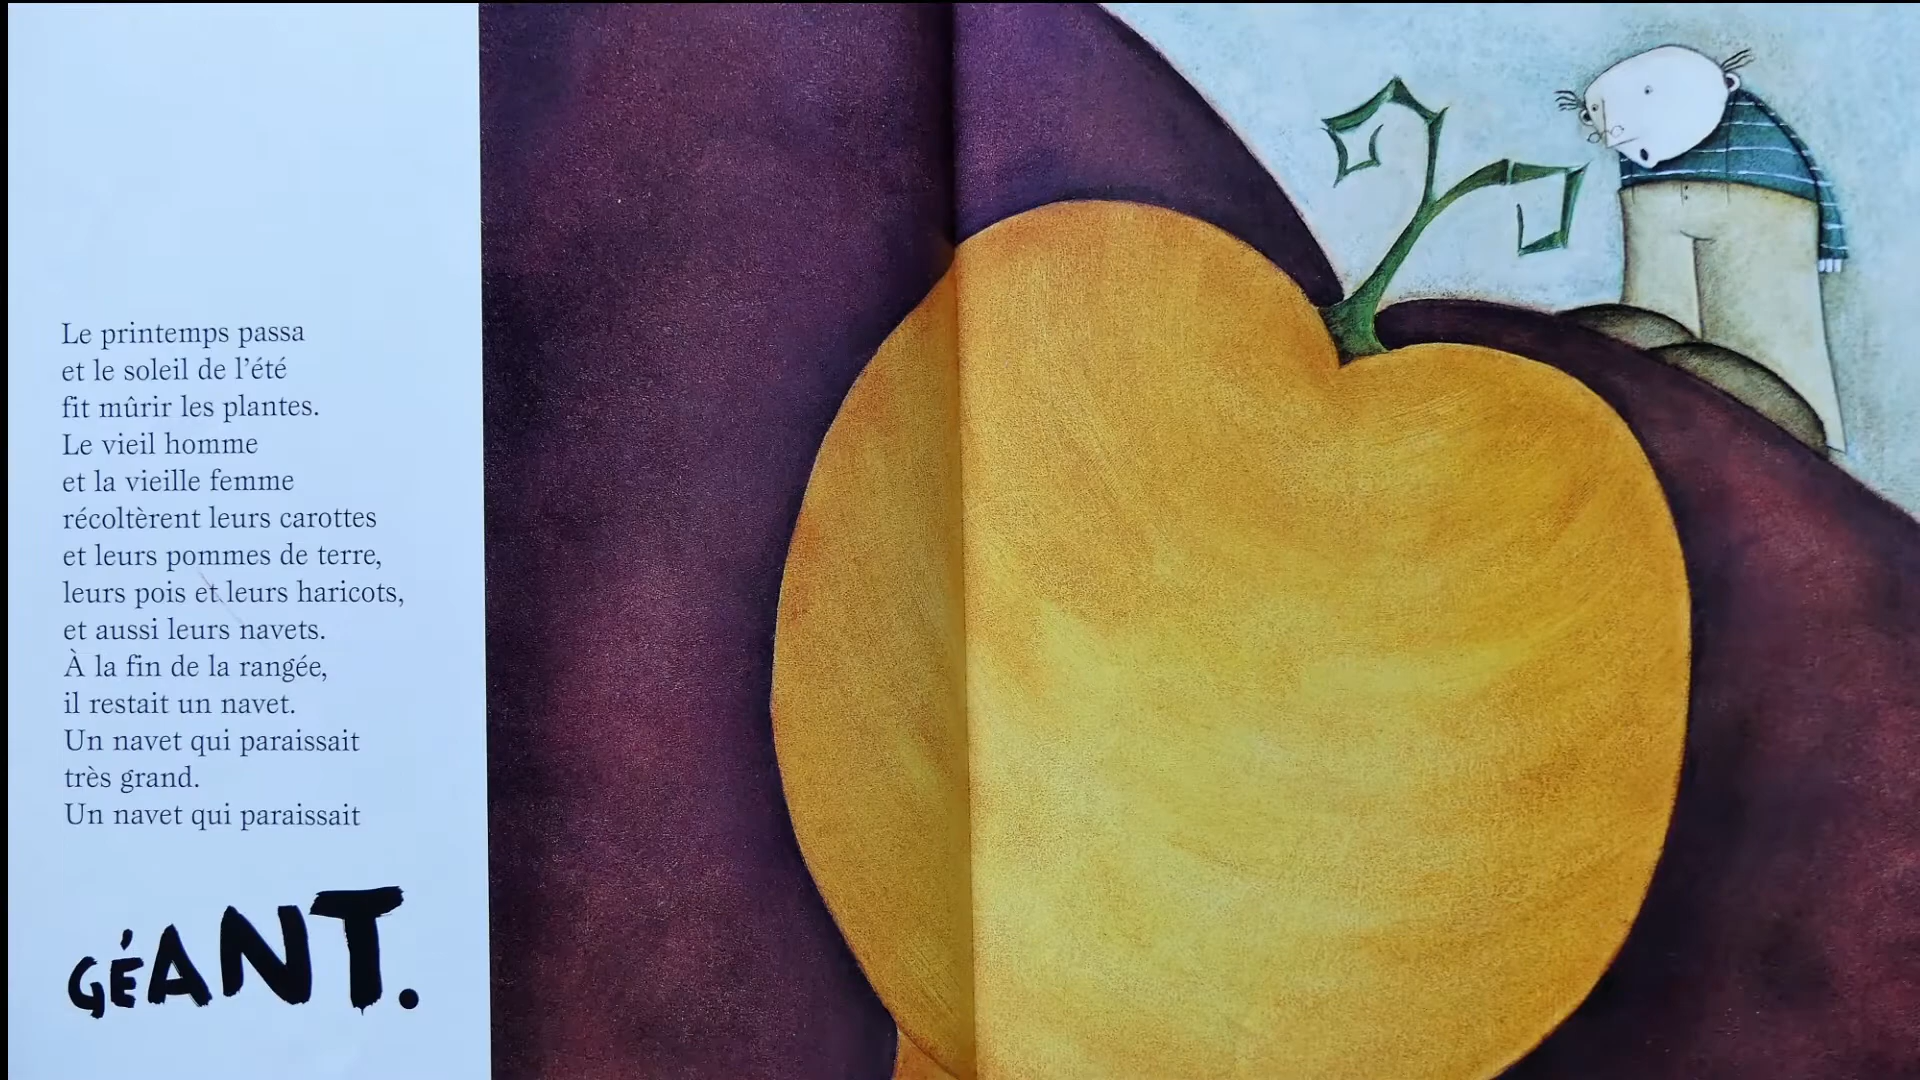 Le printemps passa
et le soleil de l'été
fit mûrir les plantes.
Le vieil homme
et la vieille femme
récoltèrent leurs carottes
et leurs pommes de terre,
leurs pois et leurs haricots,
et aussi leurs navets.
À la fin de la rangée,
il restait un navet.
Un navet qui paraissait
très grand.
Un navet qui paraissait
GÉANT.